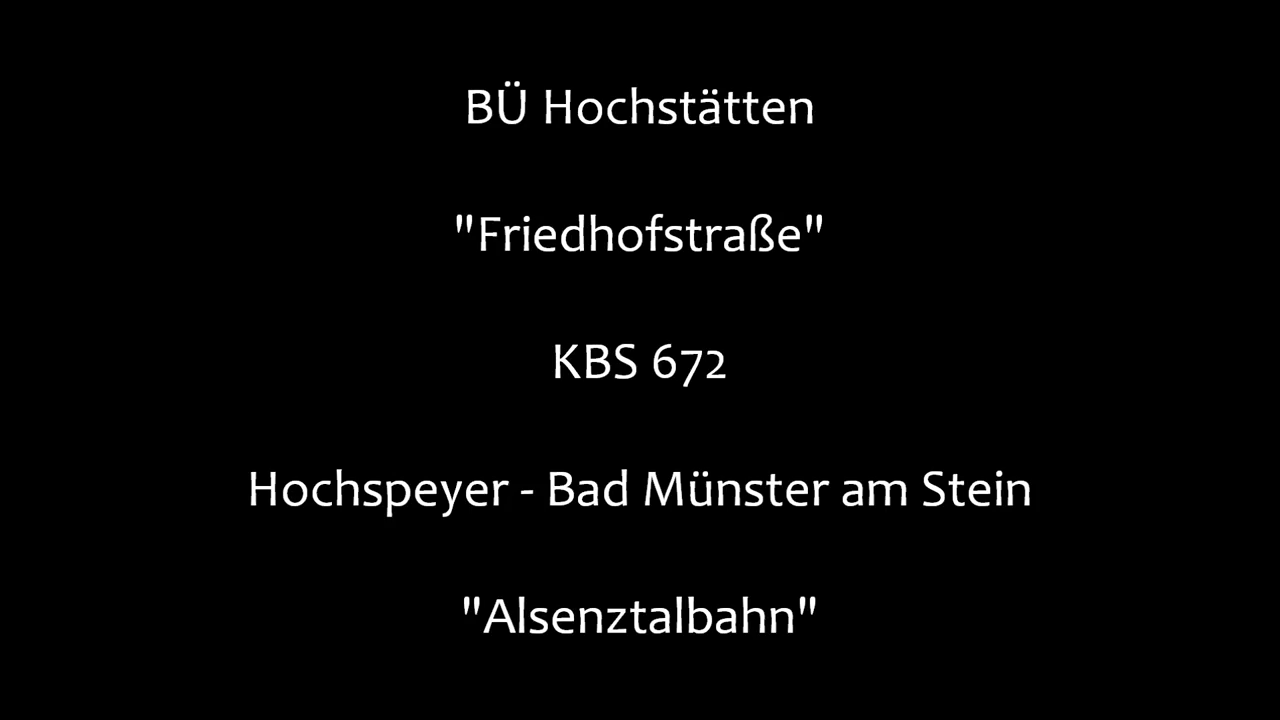 BÜ Hochstätten
"Friedhofstraße"
KBS 672
Hochspeyer - Bad Münster am Stein
"Alsenztalbahn"